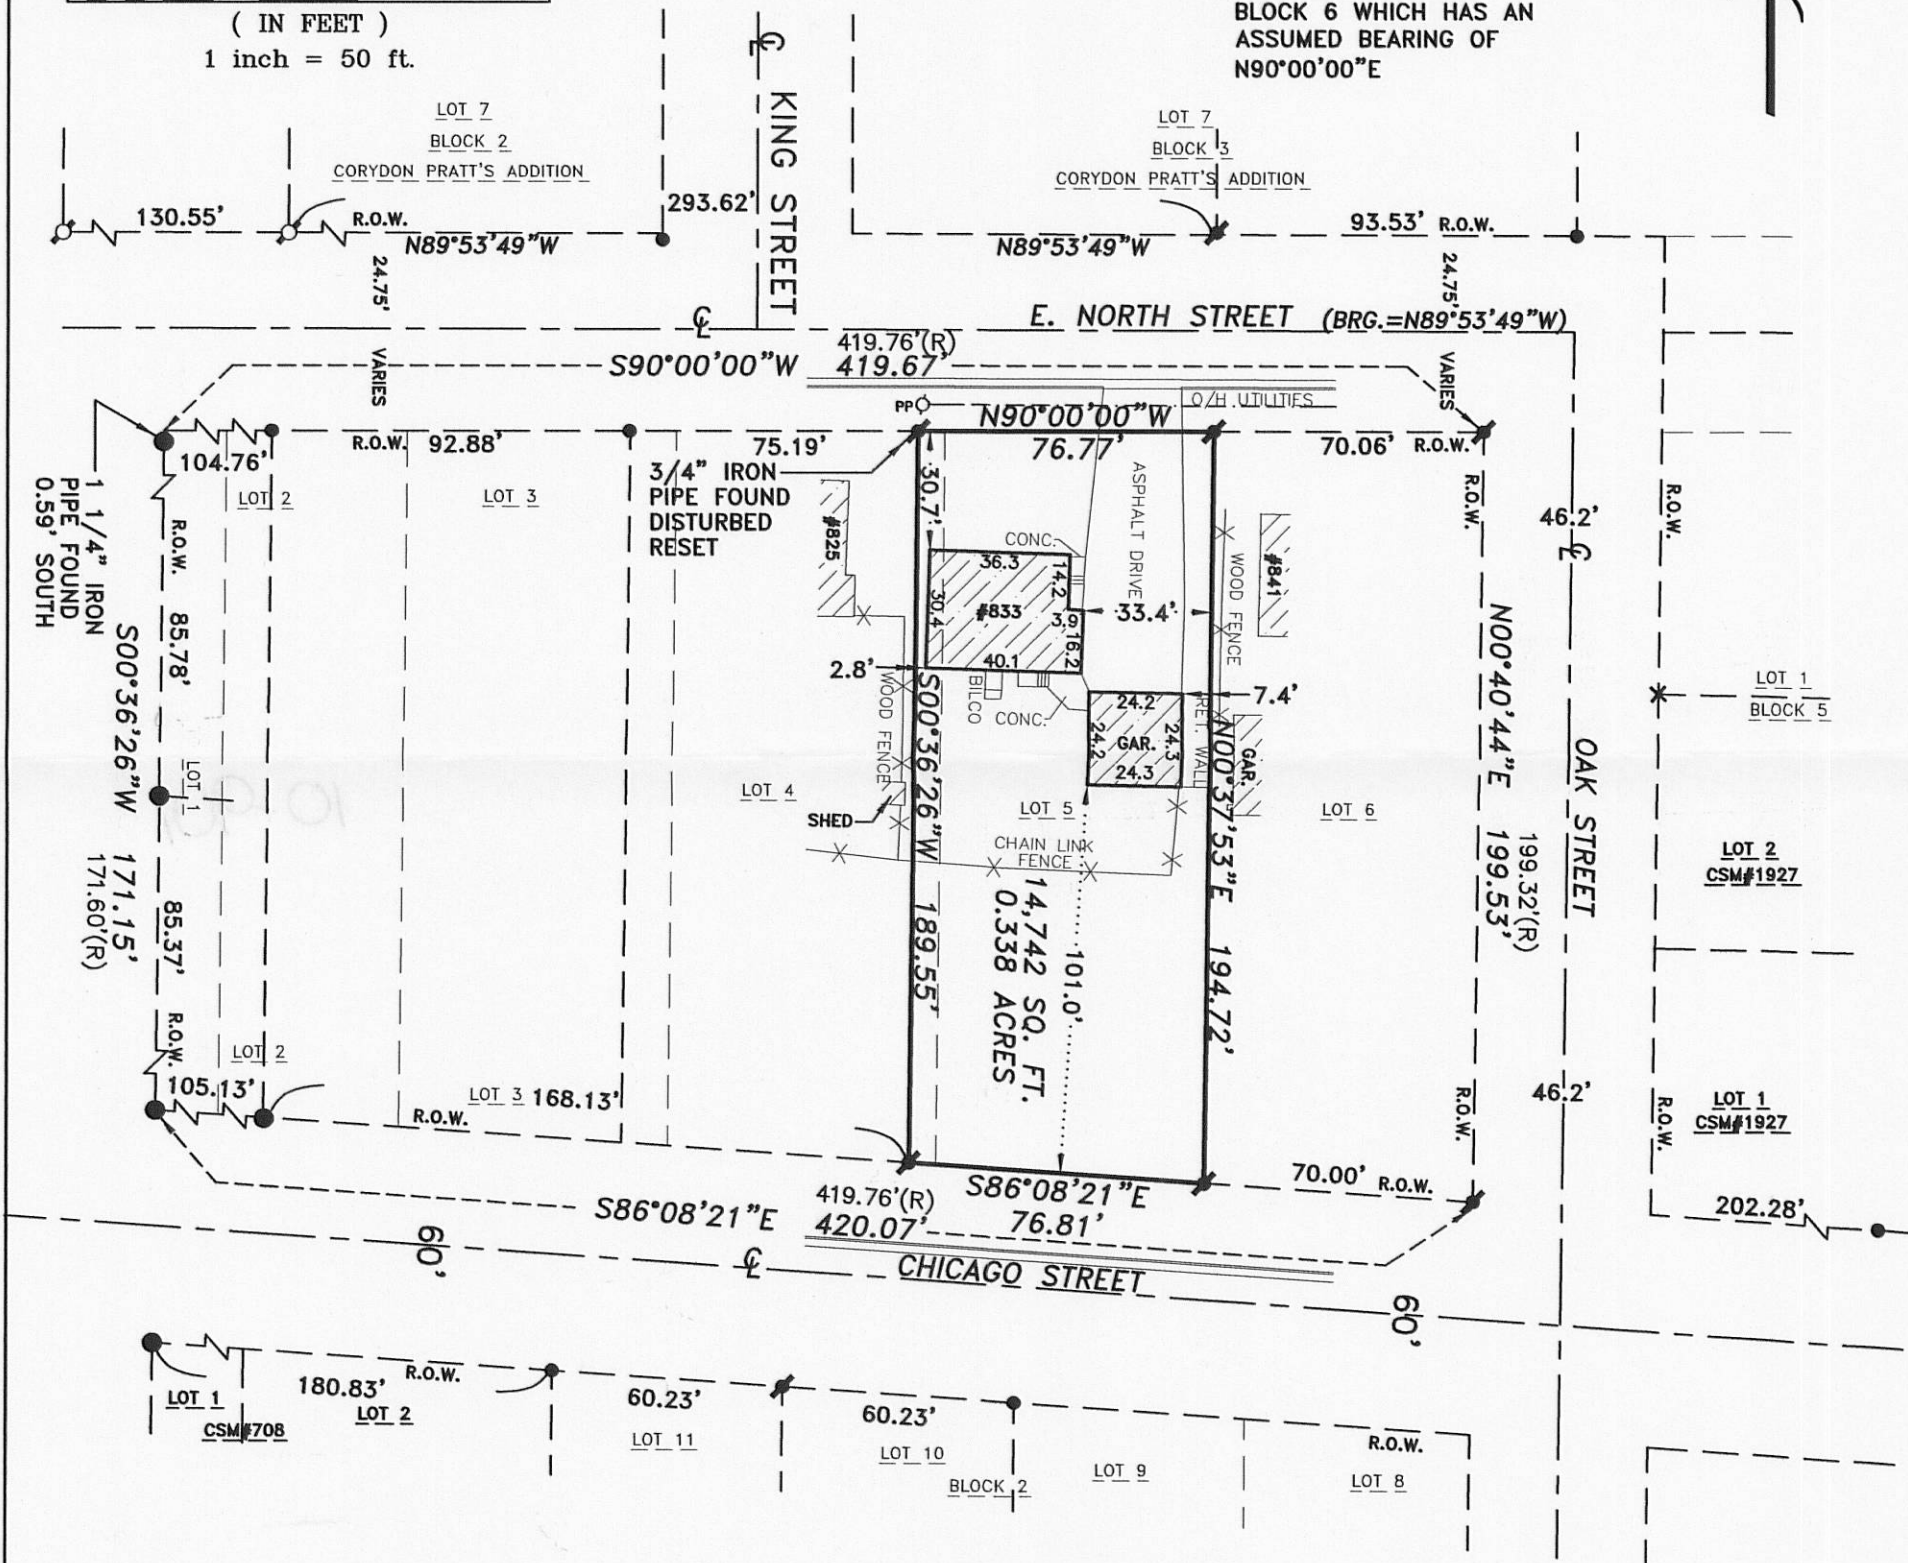 ( IN FEET )
1 inch = 50 ft.
BLOCK 6 WHICH HAS AN
ASSUMED BEARING OF
N90°00'00"E
LOT 7
BLOCK 2
CORYDON PRATT'S ADDITION
KING STREET
LOT 7
BLOCK 3
CORYDON PRATT'S ADDITION
130.55'
R.O.W.
N89°53'49"W
293.62'
N89°53'49"W
93.53' R.O.W.
24.75'
24.75'
E. NORTH STREET (BRG.=N89°53'49"W)
419.76'(R)
S90°00'00"W 419.67'
VARIES
VARIES
O/H UTILITIES
PP
N90°00'00"W
76.77'
104.76'
R.O.W.
92.88'
75.19'
70.06' R.O.W.
3/4" IRON
PIPE FOUND
DISTURBED
RESET
1 1/4" IRON
PIPE FOUND
0.59' SOUTH
LOT 2
LOT 3
#825
30.7'
ASPHALT DRIVE
CONC.
36.3
14.2
#833
30.4
3.9
16.2
40.1
33.4'
WOOD FENCE
#841
R.O.W.
46.2'
R.O.W.
R.O.W.
85.78'
S00°36'26"W 171.15'
171.60'(R)
LOT 1
85.37'
R.O.W.
2.8'
WOOD FENCE
BILCO
CONC.
24.2
24.2
GAR.
24.3
24.3
7.4'
RET. WALL
GAR.
N00°40'44"E 199.53'
199.32'(R)
OAK STREET
LOT 1
BLOCK 5
LOT 4
SHED
S00°36'26"W 189.55'
LOT 5
CHAIN LINK
FENCE
N00°37'53"E 194.72'
LOT 6
LOT 2
CSM#1927
14,742 SQ. FT.
0.338 ACRES
101.0'
LOT 2
105.13'
LOT 3 168.13'
R.O.W.
R.O.W.
46.2'
R.O.W.
LOT 1
CSM#1927
S86°08'21"E
76.81'
70.00' R.O.W.
202.28'
419.76'(R)
S86°08'21"E 420.07'
60'
CHICAGO STREET
60'
LOT 1
CSM#708
180.83'
R.O.W.
LOT 2
60.23'
LOT 11
60.23'
LOT 10
BLOCK 2
LOT 9
R.O.W.
LOT 8